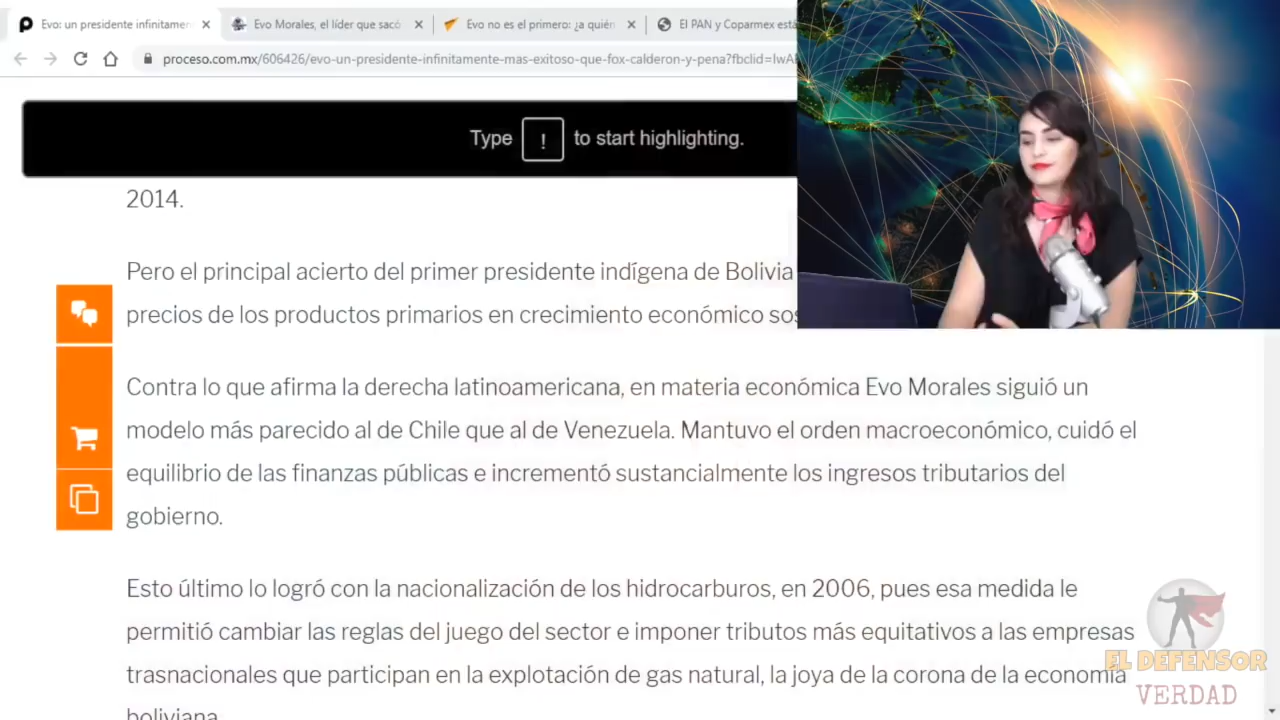 Evo: un presidente infinitamer
Evo Morales, el líder que sacó
Evo no es el primero: ¿a quién
El PAN y Coparmex está
proceso.com.mx/606426/evo-un-presidente-infinitamente-mas-exitoso-que-fox-calderon-y-pena?fbclid=IwAF
Type ! to start highlighting.
2014.
Pero el principal acierto del primer presidente indígena de Bolivia
precios de los productos primarios en crecimiento económico sos
Contra lo que afirma la derecha latinoamericana, en materia económica Evo Morales siguió un
modelo más parecido al de Chile que al de Venezuela. Mantuvo el orden macroeconómico, cuidó el
equilibrio de las finanzas públicas e incrementó sustancialmente los ingresos tributarios del
gobierno.
Esto último lo logró con la nacionalización de los hidrocarburos, en 2006, pues esa medida le
permitió cambiar las reglas del juego del sector e imponer tributos más equitativos a las empresas
trasnacionales que participan en la explotación de gas natural, la joya de la corona de la economía
boliviana
EL DEFENSOR
VERDAD